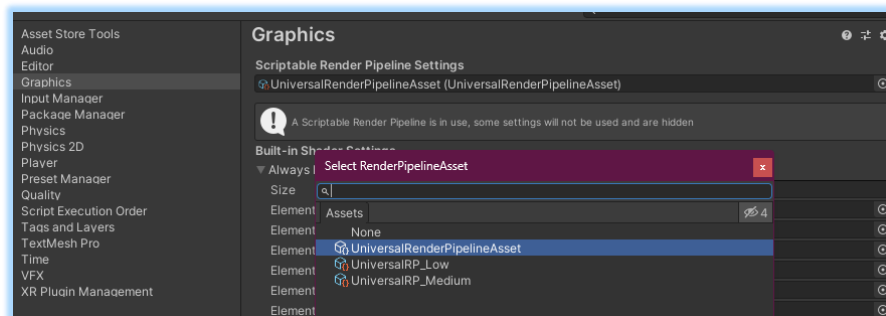 Asset Store Tools
Audio
Editor
Graphics
Input Manager
Package Manager
Physics
Physics 2D
Player
Preset Manager
Quality
Script Execution Order
Tags and Layers
TextMesh Pro
Time
VFX
XR Plugin Management
Graphics
Scriptable Render Pipeline Settings
UniversalRenderPipelineAsset (UniversalRenderPipelineAsset)
A Scriptable Render Pipeline is in use, some settings will not be used and are hidden
Built-in Shader Settings
Always
Size
Element
Element
Element
Element
Element
Element
Select RenderPipelineAsset
x
Assets
4
None
UniversalRenderPipelineAsset
UniversalRP_Low
UniversalRP_Medium